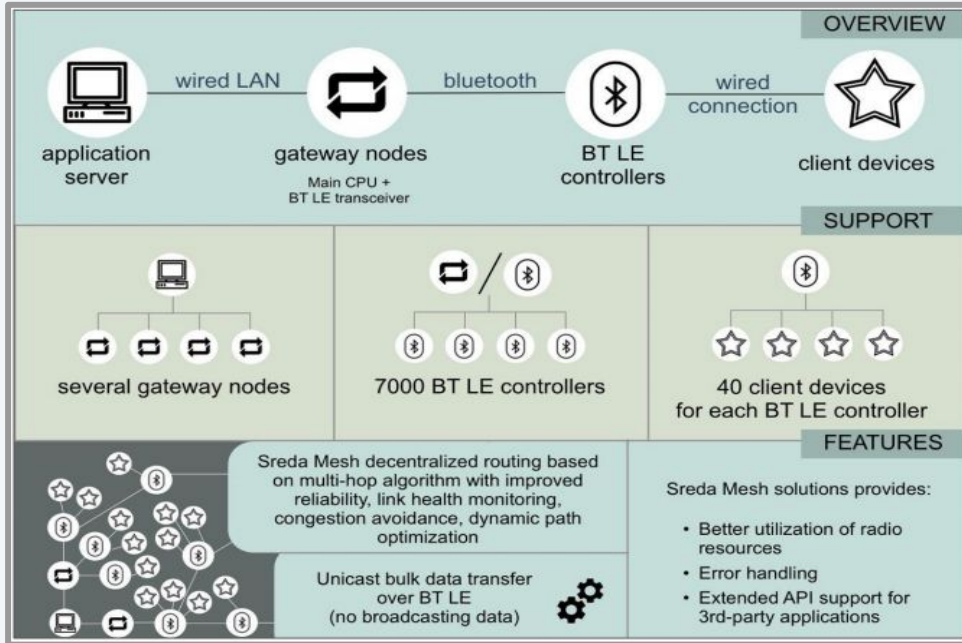 OVERVIEW
wired LAN
bluetooth
wired
connection
application
server
gateway nodes
Main CPU +
BT LE transceiver
BT LE
controllers
client devices
SUPPORT
several gateway nodes
7000 BT LE controllers
40 client devices
for each BT LE controller
FEATURES
Sreda Mesh decentralized routing based
on multi-hop algorithm with improved
reliability, link health monitoring,
congestion avoidance, dynamic path
optimization
Unicast bulk data transfer
over BT LE
(no broadcasting data)
Sreda Mesh solutions provides:
• Better utilization of radio
resources
• Error handling
• Extended API support for
3rd-party applications